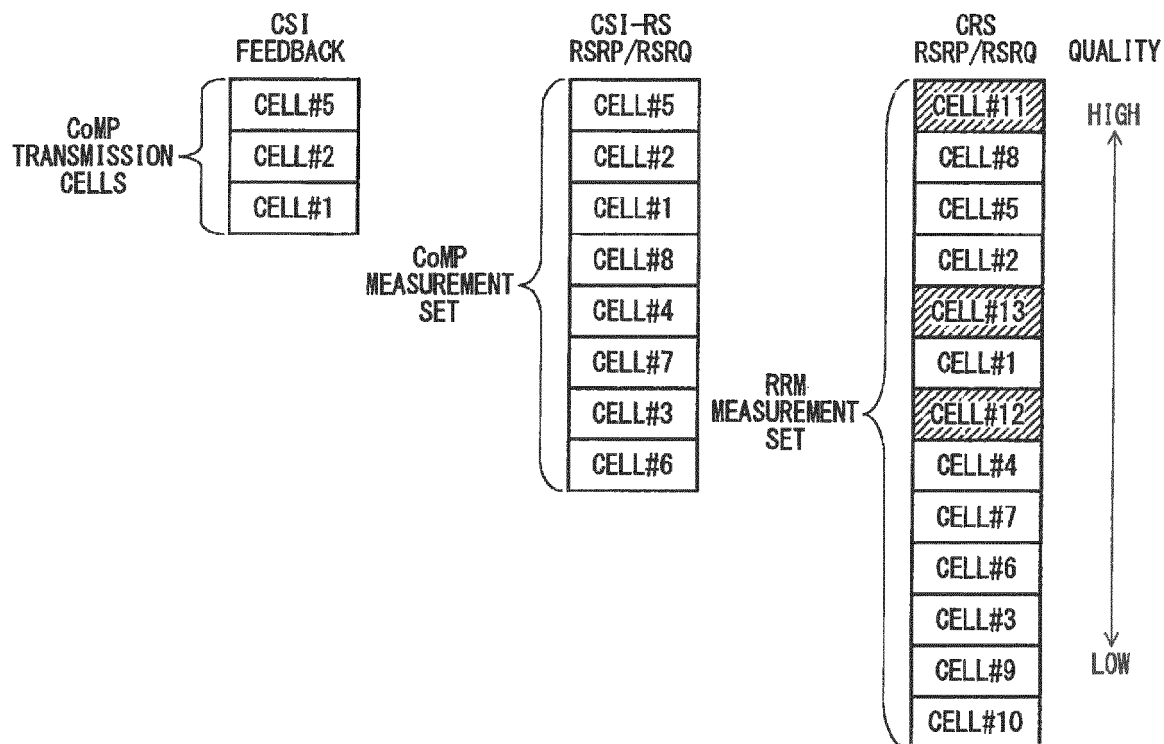 CSI
FEEDBACK
CoMP
TRANSMISSION
CELLS
CELL#5
CELL#2
CELL#1
CSI-RS
RSRP/RSRQ
CoMP
MEASUREMENT
SET
CELL#5
CELL#2
CELL#1
CELL#8
CELL#4
CELL#7
CELL#3
CELL#6
CRS
RSRP/RSRQ
RRM
MEASUREMENT
SET
CELL#11
CELL#8
CELL#5
CELL#2
CELL#13
CELL#1
CELL#12
CELL#4
CELL#7
CELL#6
CELL#3
CELL#9
CELL#10
QUALITY
HIGH
LOW